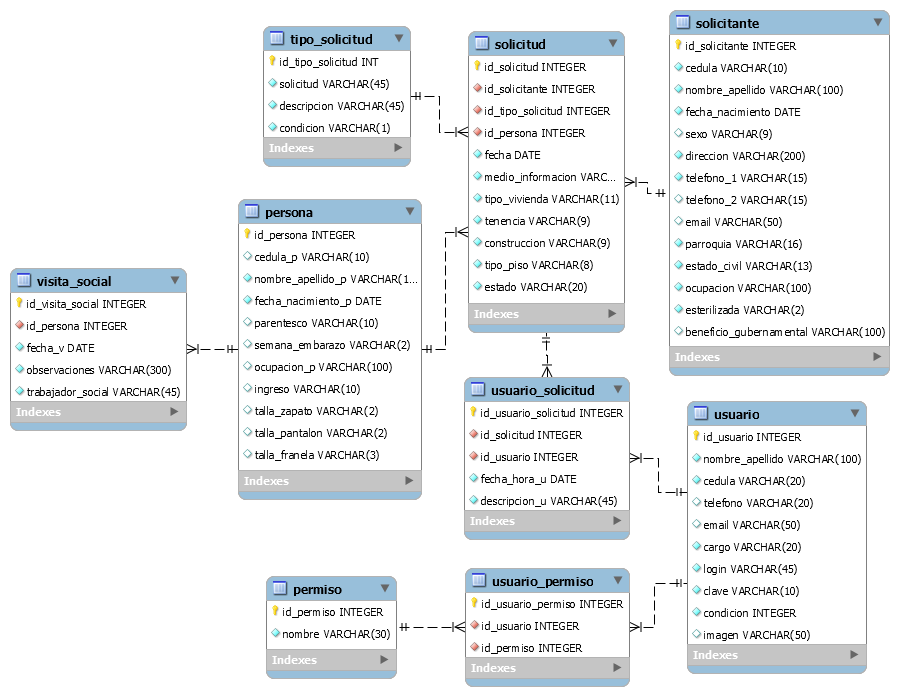 tipo_solicitud
id_tipo_solicitud INT
solicitud VARCHAR(45)
descripcion VARCHAR(45)
condicion VARCHAR(1)
Indexes
solicitud
id_solicitud INTEGER
id_solicitante INTEGER
id_tipo_solicitud INTEGER
id_persona INTEGER
fecha DATE
medio_informacion VARC...
tipo_vivienda VARCHAR(11)
tenencia VARCHAR(9)
construccion VARCHAR(9)
tipo_piso VARCHAR(8)
estado VARCHAR(20)
Indexes
solicitante
id_solicitante INTEGER
cedula VARCHAR(10)
nombre_apellido VARCHAR(100)
fecha_nacimiento DATE
sexo VARCHAR(9)
direccion VARCHAR(200)
telefono_1 VARCHAR(15)
telefono_2 VARCHAR(15)
email VARCHAR(50)
parroquia VARCHAR(16)
estado_civil VARCHAR(13)
ocupacion VARCHAR(100)
esterilizada VARCHAR(2)
beneficio_gubernamental VARCHAR(100)
Indexes
persona
id_persona INTEGER
cedula_p VARCHAR(10)
nombre_apellido_p VARCHAR(1...
fecha_nacimiento_p DATE
parentesco VARCHAR(10)
semana_embarazo VARCHAR(2)
ocupacion_p VARCHAR(100)
ingreso VARCHAR(10)
talla_zapato VARCHAR(2)
talla_pantalon VARCHAR(2)
talla_franela VARCHAR(3)
Indexes
visita_social
id_visita_social INTEGER
id_persona INTEGER
fecha_v DATE
observaciones VARCHAR(300)
trabajador_social VARCHAR(45)
Indexes
usuario_solicitud
id_usuario_solicitud INTEGER
id_solicitud INTEGER
id_usuario INTEGER
fecha_hora_u DATE
descripcion_u VARCHAR(45)
Indexes
usuario
id_usuario INTEGER
nombre_apellido VARCHAR(100)
cedula VARCHAR(20)
telefono VARCHAR(20)
email VARCHAR(50)
cargo VARCHAR(20)
login VARCHAR(45)
clave VARCHAR(10)
condicion INTEGER
imagen VARCHAR(50)
Indexes
permiso
id_permiso INTEGER
nombre VARCHAR(30)
Indexes
usuario_permiso
id_usuario_permiso INTEGER
id_usuario INTEGER
id_permiso INTEGER
Indexes